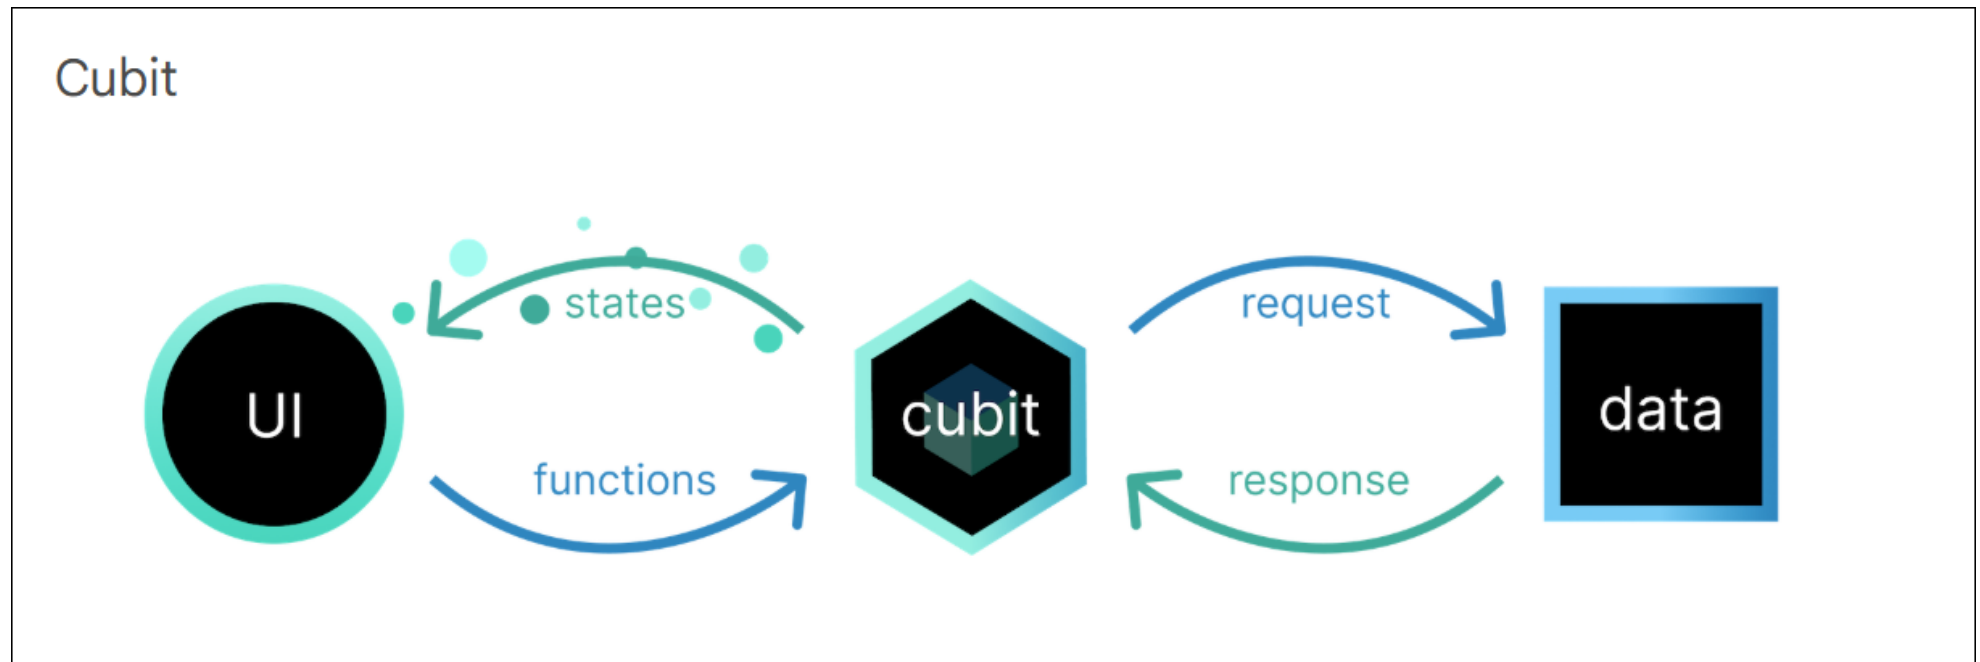 Cubit
states
request
UI
cubit
data
functions
response